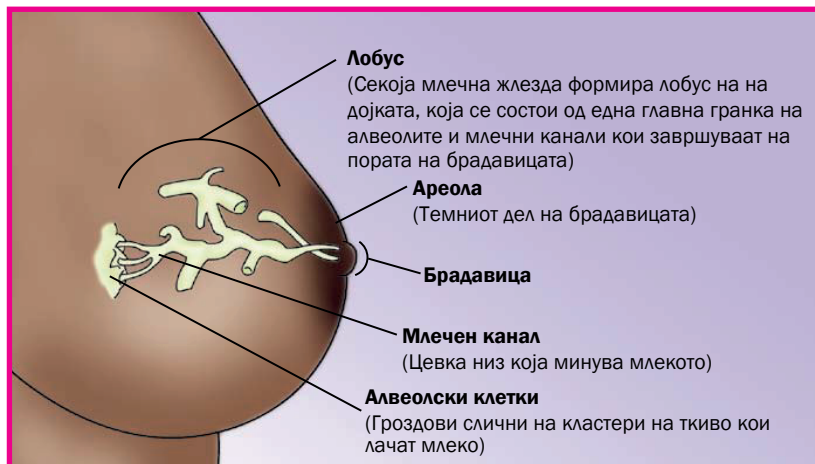 Лобус
(Секоја млечна жлезда формира лобус на на
дојката, која се состои од една главна гранка на
алвеолите и млечни канали кои завршуваат на
пората на брадавицата)
Ареола
(Темниот дел на брадавицата)
Брадавица
Млечен канал
(Цевка низ која минува млекото)
Алвеолски клетки
(Гроздови слични на кластери на ткиво кои
лачат млеко)